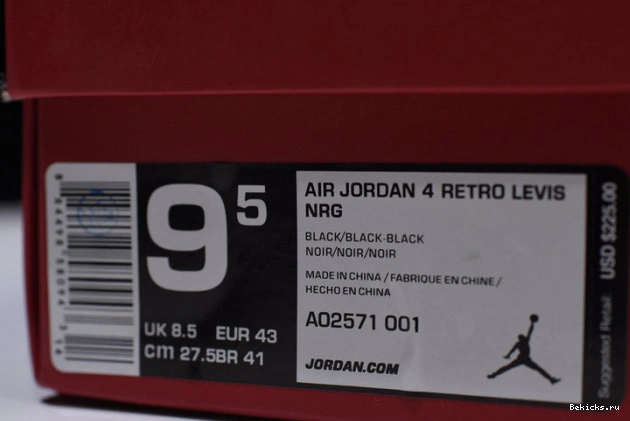 9 5
UK 8.5 EUR 43
cm 27.5BR 41
AIR JORDAN 4 RETRO LEVIS
NRG
BLACK/BLACK-BLACK
NOIR/NOIR/NOIR
MADE IN CHINA / FABRIQUE EN CHINE /
HECHO EN CHINA
AO2571 001
JORDAN.COM
Suggested Retail: USD $225.00
Bekicks.ru